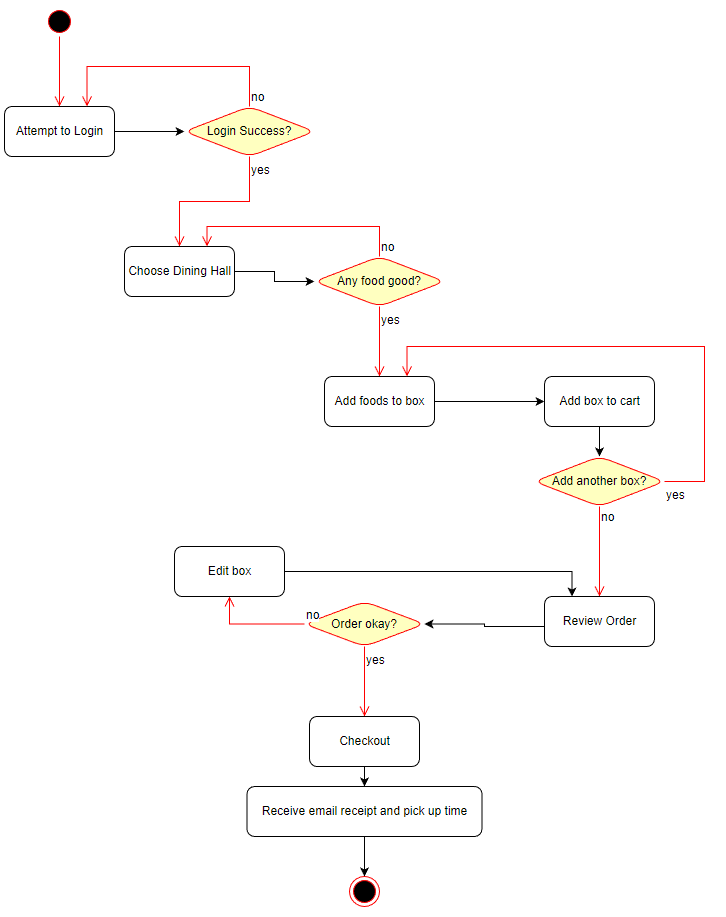 no
Attempt to Login
Login Success?
yes
no
Choose Dining Hall
Any food good?
yes
Add foods to box
Add box to cart
Add another box?
yes
no
Edit box
no
Order okay?
Review Order
yes
Checkout
Receive email receipt and pick up time